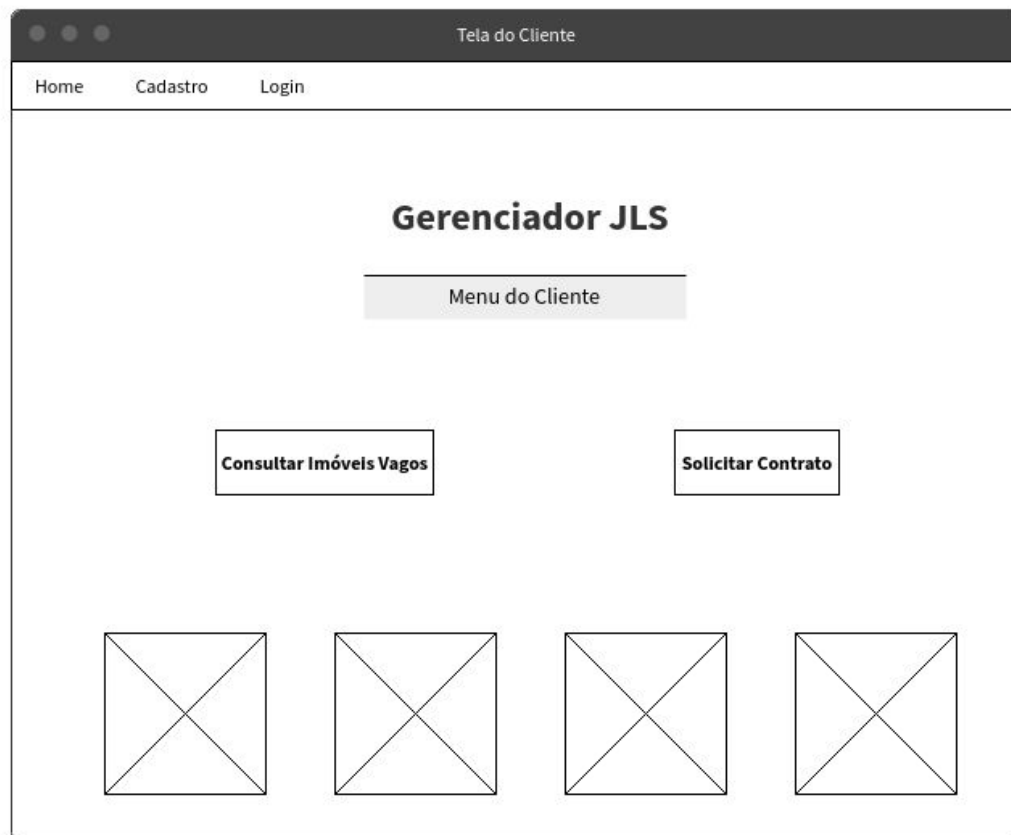 Tela do Cliente
Home Cadastro Login
Gerenciador JLS
Menu do Cliente
Consultar Imóveis Vagos Solicitar Contrato